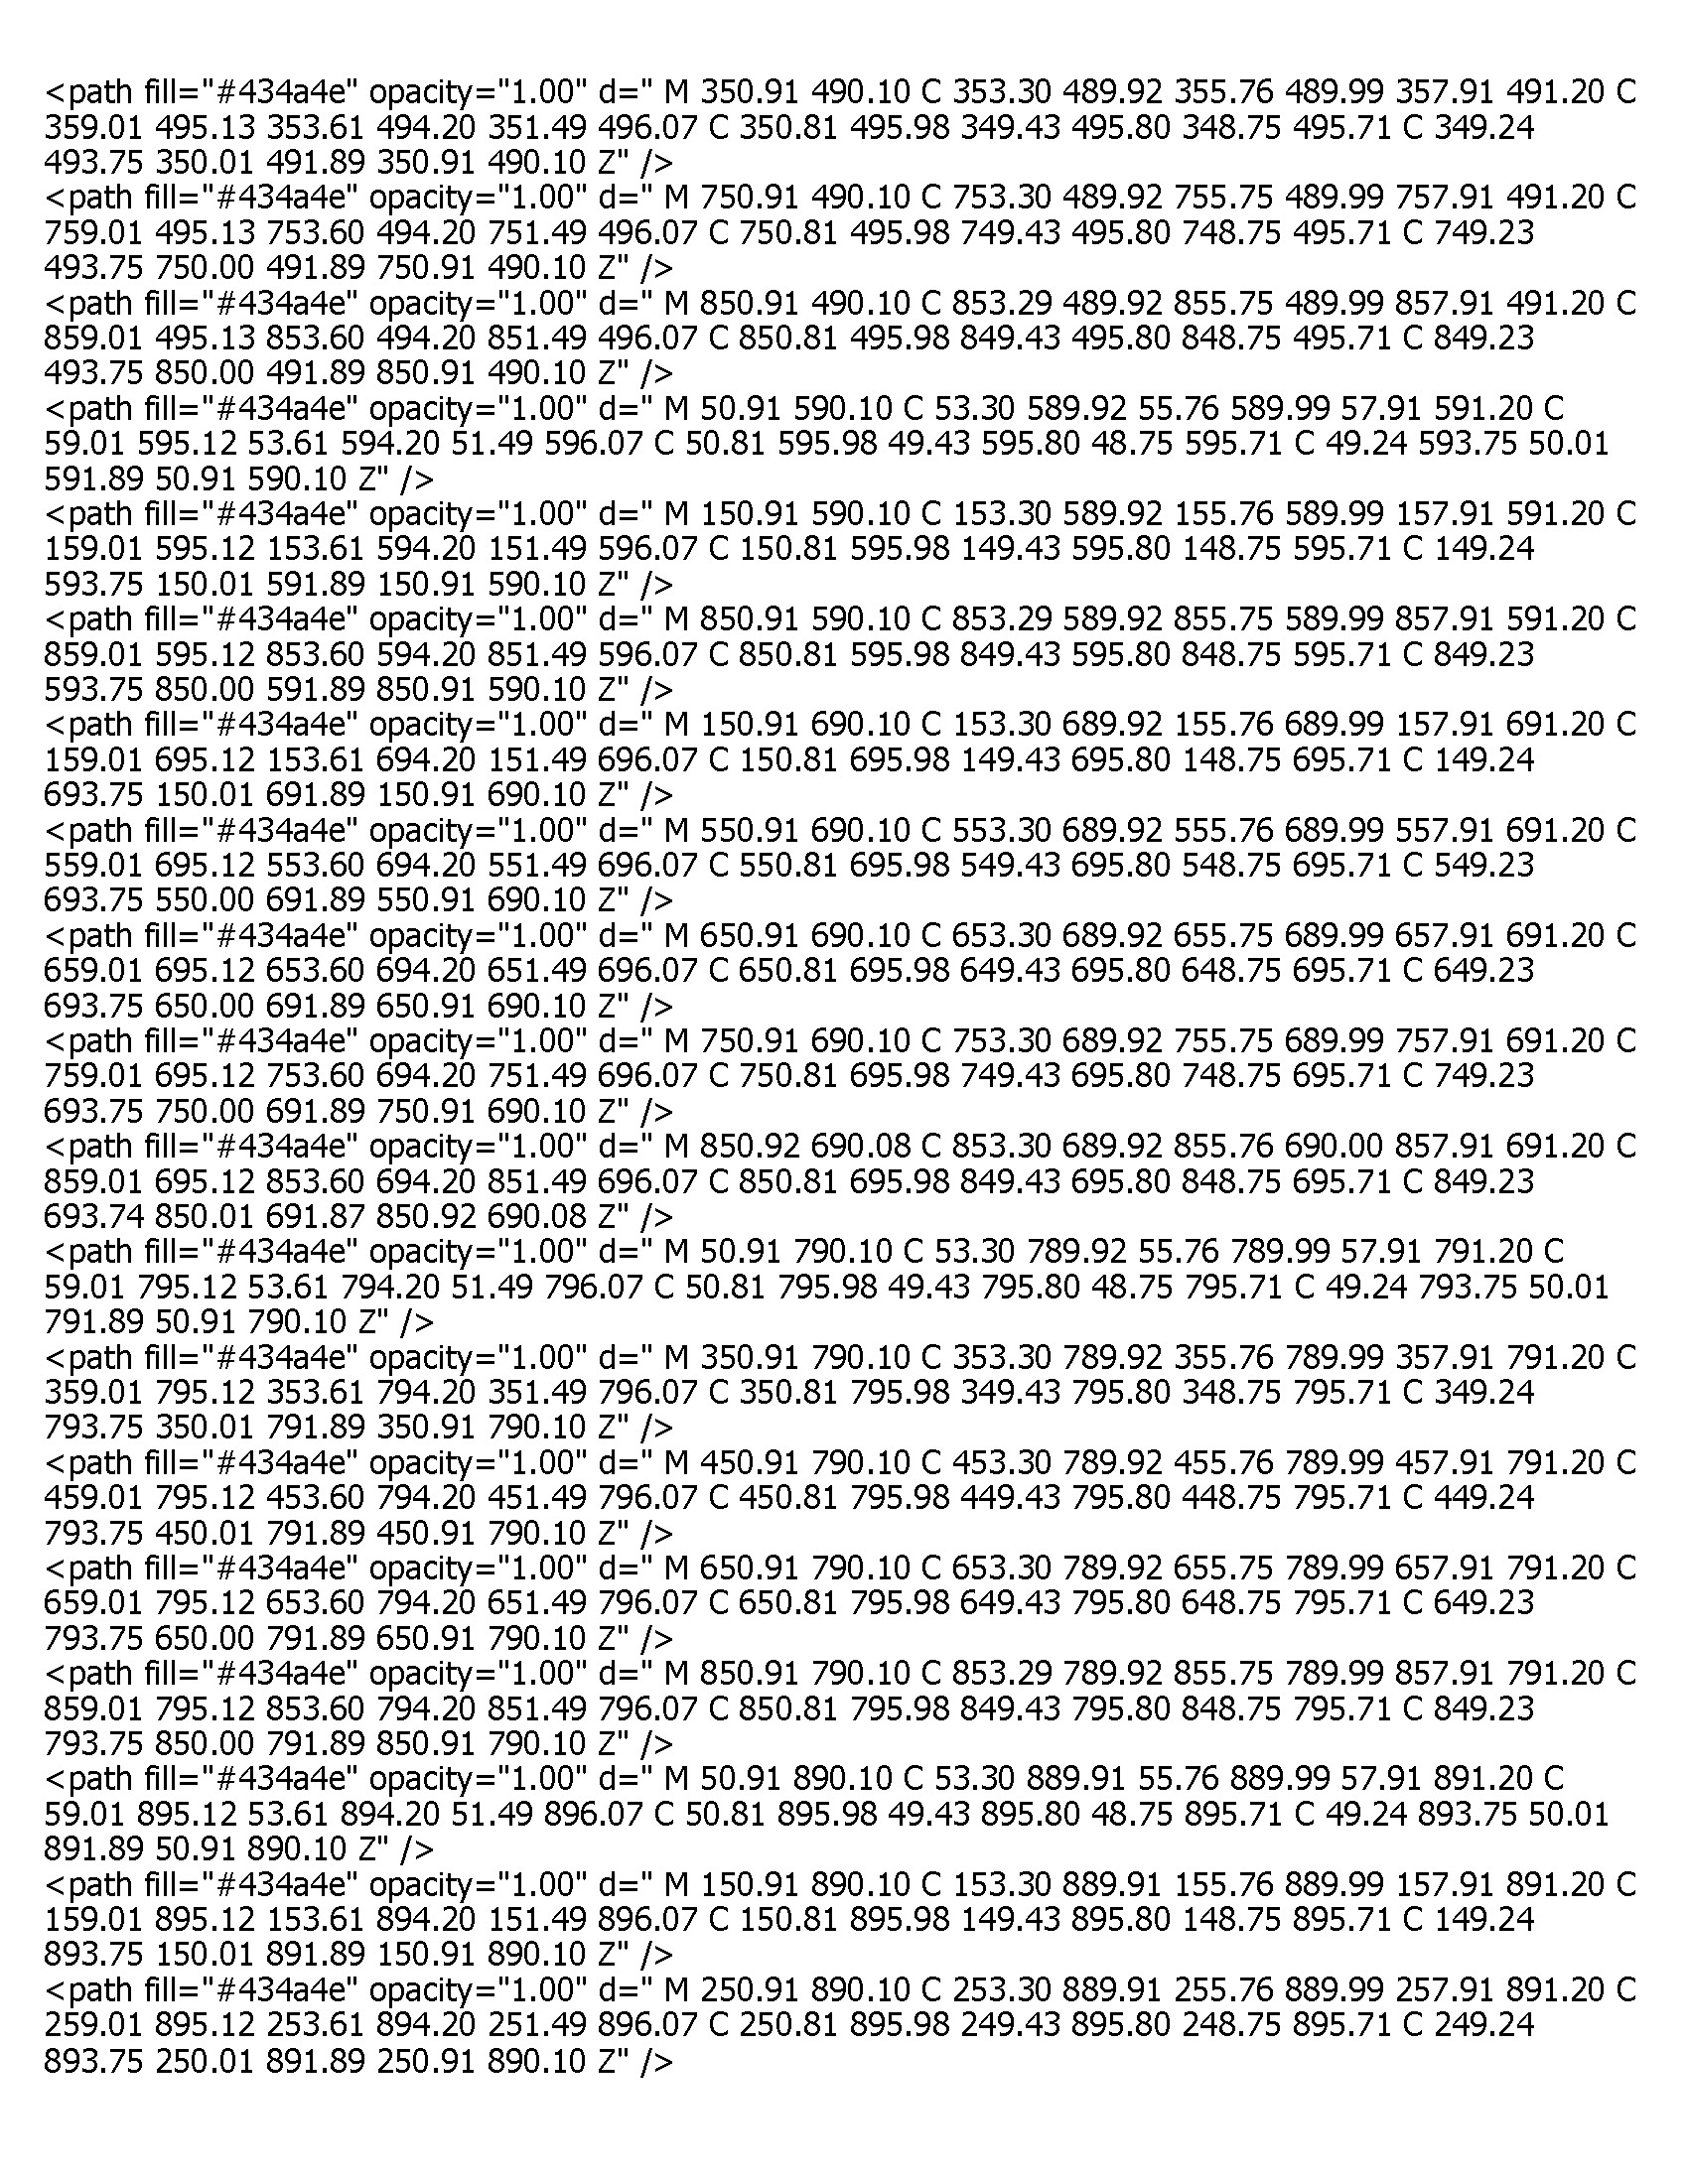 <path fill="#434a4e" opacity="1.00" d=" M 350.91 490.10 C 353.30 489.92 355.76 489.99 357.91 491.20 C
359.01 495.13 353.61 494.20 351.49 496.07 C 350.81 495.98 349.43 495.80 348.75 495.71 C 349.24
493.75 350.01 491.89 350.91 490.10 Z" />
<path fill="#434a4e" opacity="1.00" d=" M 750.91 490.10 C 753.30 489.92 755.75 489.99 757.91 491.20 C
759.01 495.13 753.60 494.20 751.49 496.07 C 750.81 495.98 749.43 495.80 748.75 495.71 C 749.23
493.75 750.00 491.89 750.91 490.10 Z" />
<path fill="#434a4e" opacity="1.00" d=" M 850.91 490.10 C 853.29 489.92 855.75 489.99 857.91 491.20 C
859.01 495.13 853.60 494.20 851.49 496.07 C 850.81 495.98 849.43 495.80 848.75 495.71 C 849.23
493.75 850.00 491.89 850.91 490.10 Z" />
<path fill="#434a4e" opacity="1.00" d=" M 50.91 590.10 C 53.30 589.92 55.76 589.99 57.91 591.20 C
59.01 595.12 53.61 594.20 51.49 596.07 C 50.81 595.98 49.43 595.80 48.75 595.71 C 49.24 593.75 50.01
591.89 50.91 590.10 Z" />
<path fill="#434a4e" opacity="1.00" d=" M 150.91 590.10 C 153.30 589.92 155.76 589.99 157.91 591.20 C
159.01 595.12 153.61 594.20 151.49 596.07 C 150.81 595.98 149.43 595.80 148.75 595.71 C 149.24
593.75 150.01 591.89 150.91 590.10 Z" />
<path fill="#434a4e" opacity="1.00" d=" M 850.91 590.10 C 853.29 589.92 855.75 589.99 857.91 591.20 C
859.01 595.12 853.60 594.20 851.49 596.07 C 850.81 595.98 849.43 595.80 848.75 595.71 C 849.23
593.75 850.00 591.89 850.91 590.10 Z" />
<path fill="#434a4e" opacity="1.00" d=" M 150.91 690.10 C 153.30 689.92 155.76 689.99 157.91 691.20 C
159.01 695.12 153.61 694.20 151.49 696.07 C 150.81 695.98 149.43 695.80 148.75 695.71 C 149.24
693.75 150.01 691.89 150.91 690.10 Z" />
<path fill="#434a4e" opacity="1.00" d=" M 550.91 690.10 C 553.30 689.92 555.76 689.99 557.91 691.20 C
559.01 695.12 553.60 694.20 551.49 696.07 C 550.81 695.98 549.43 695.80 548.75 695.71 C 549.23
693.75 550.00 691.89 550.91 690.10 Z" />
<path fill="#434a4e" opacity="1.00" d=" M 650.91 690.10 C 653.30 689.92 655.75 689.99 657.91 691.20 C
659.01 695.12 653.60 694.20 651.49 696.07 C 650.81 695.98 649.43 695.80 648.75 695.71 C 649.23
693.75 650.00 691.89 650.91 690.10 Z" />
<path fill="#434a4e" opacity="1.00" d=" M 750.91 690.10 C 753.30 689.92 755.75 689.99 757.91 691.20 C
759.01 695.12 753.60 694.20 751.49 696.07 C 750.81 695.98 749.43 695.80 748.75 695.71 C 749.23
693.75 750.00 691.89 750.91 690.10 Z" />
<path fill="#434a4e" opacity="1.00" d=" M 850.92 690.08 C 853.30 689.92 855.76 690.00 857.91 691.20 C
859.01 695.12 853.60 694.20 851.49 696.07 C 850.81 695.98 849.43 695.80 848.75 695.71 C 849.23
693.74 850.01 691.87 850.92 690.08 Z" />
<path fill="#434a4e" opacity="1.00" d=" M 50.91 790.10 C 53.30 789.92 55.76 789.99 57.91 791.20 C
59.01 795.12 53.61 794.20 51.49 796.07 C 50.81 795.98 49.43 795.80 48.75 795.71 C 49.24 793.75 50.01
791.89 50.91 790.10 Z" />
<path fill="#434a4e" opacity="1.00" d=" M 350.91 790.10 C 353.30 789.92 355.76 789.99 357.91 791.20 C
359.01 795.12 353.61 794.20 351.49 796.07 C 350.81 795.98 349.43 795.80 348.75 795.71 C 349.24
793.75 350.01 791.89 350.91 790.10 Z" />
<path fill="#434a4e" opacity="1.00" d=" M 450.91 790.10 C 453.30 789.92 455.76 789.99 457.91 791.20 C
459.01 795.12 453.60 794.20 451.49 796.07 C 450.81 795.98 449.43 795.80 448.75 795.71 C 449.24
793.75 450.01 791.89 450.91 790.10 Z" />
<path fill="#434a4e" opacity="1.00" d=" M 650.91 790.10 C 653.30 789.92 655.75 789.99 657.91 791.20 C
659.01 795.12 653.60 794.20 651.49 796.07 C 650.81 795.98 649.43 795.80 648.75 795.71 C 649.23
793.75 650.00 791.89 650.91 790.10 Z" />
<path fill="#434a4e" opacity="1.00" d=" M 850.91 790.10 C 853.29 789.92 855.75 789.99 857.91 791.20 C
859.01 795.12 853.60 794.20 851.49 796.07 C 850.81 795.98 849.43 795.80 848.75 795.71 C 849.23
793.75 850.00 791.89 850.91 790.10 Z" />
<path fill="#434a4e" opacity="1.00" d=" M 50.91 890.10 C 53.30 889.91 55.76 889.99 57.91 891.20 C
59.01 895.12 53.61 894.20 51.49 896.07 C 50.81 895.98 49.43 895.80 48.75 895.71 C 49.24 893.75 50.01
891.89 50.91 890.10 Z" />
<path fill="#434a4e" opacity="1.00" d=" M 150.91 890.10 C 153.30 889.91 155.76 889.99 157.91 891.20 C
159.01 895.12 153.61 894.20 151.49 896.07 C 150.81 895.98 149.43 895.80 148.75 895.71 C 149.24
893.75 150.01 891.89 150.91 890.10 Z" />
<path fill="#434a4e" opacity="1.00" d=" M 250.91 890.10 C 253.30 889.91 255.76 889.99 257.91 891.20 C
259.01 895.12 253.61 894.20 251.49 896.07 C 250.81 895.98 249.43 895.80 248.75 895.71 C 249.24
893.75 250.01 891.89 250.91 890.10 Z" />